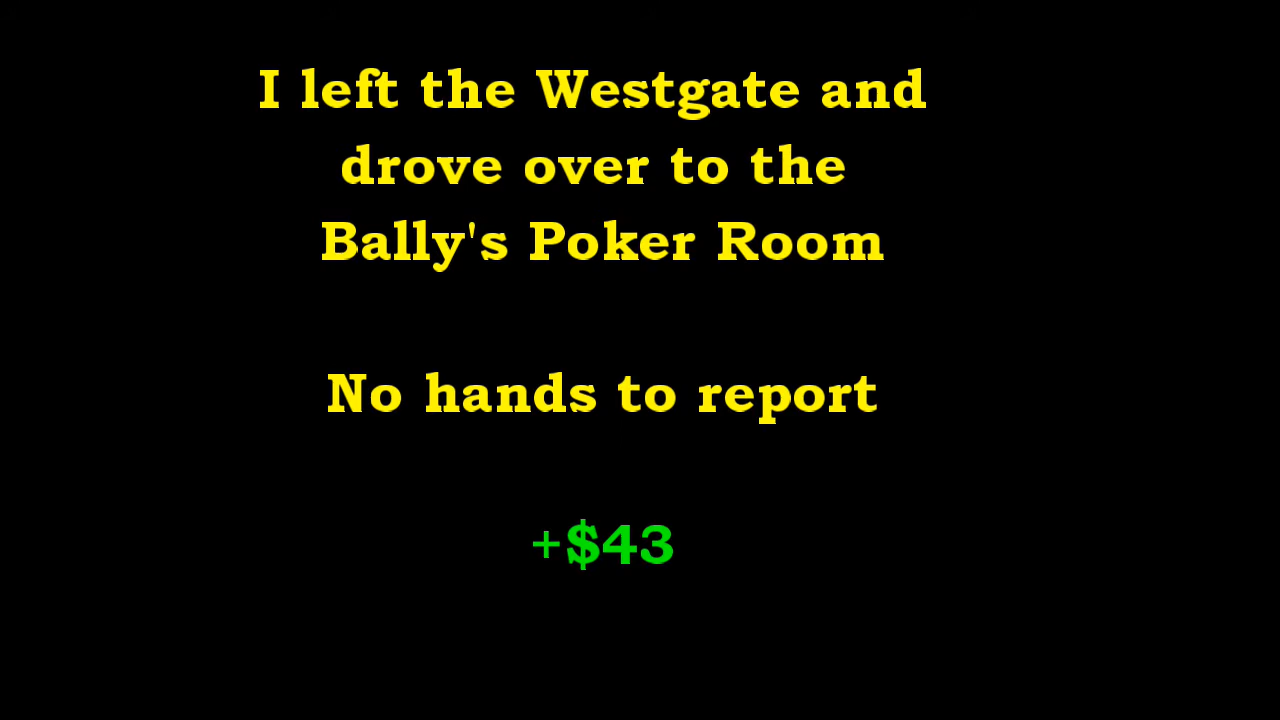 I left the Westgate and
drove over to the
Bally's Poker Room
No hands to report
+$43